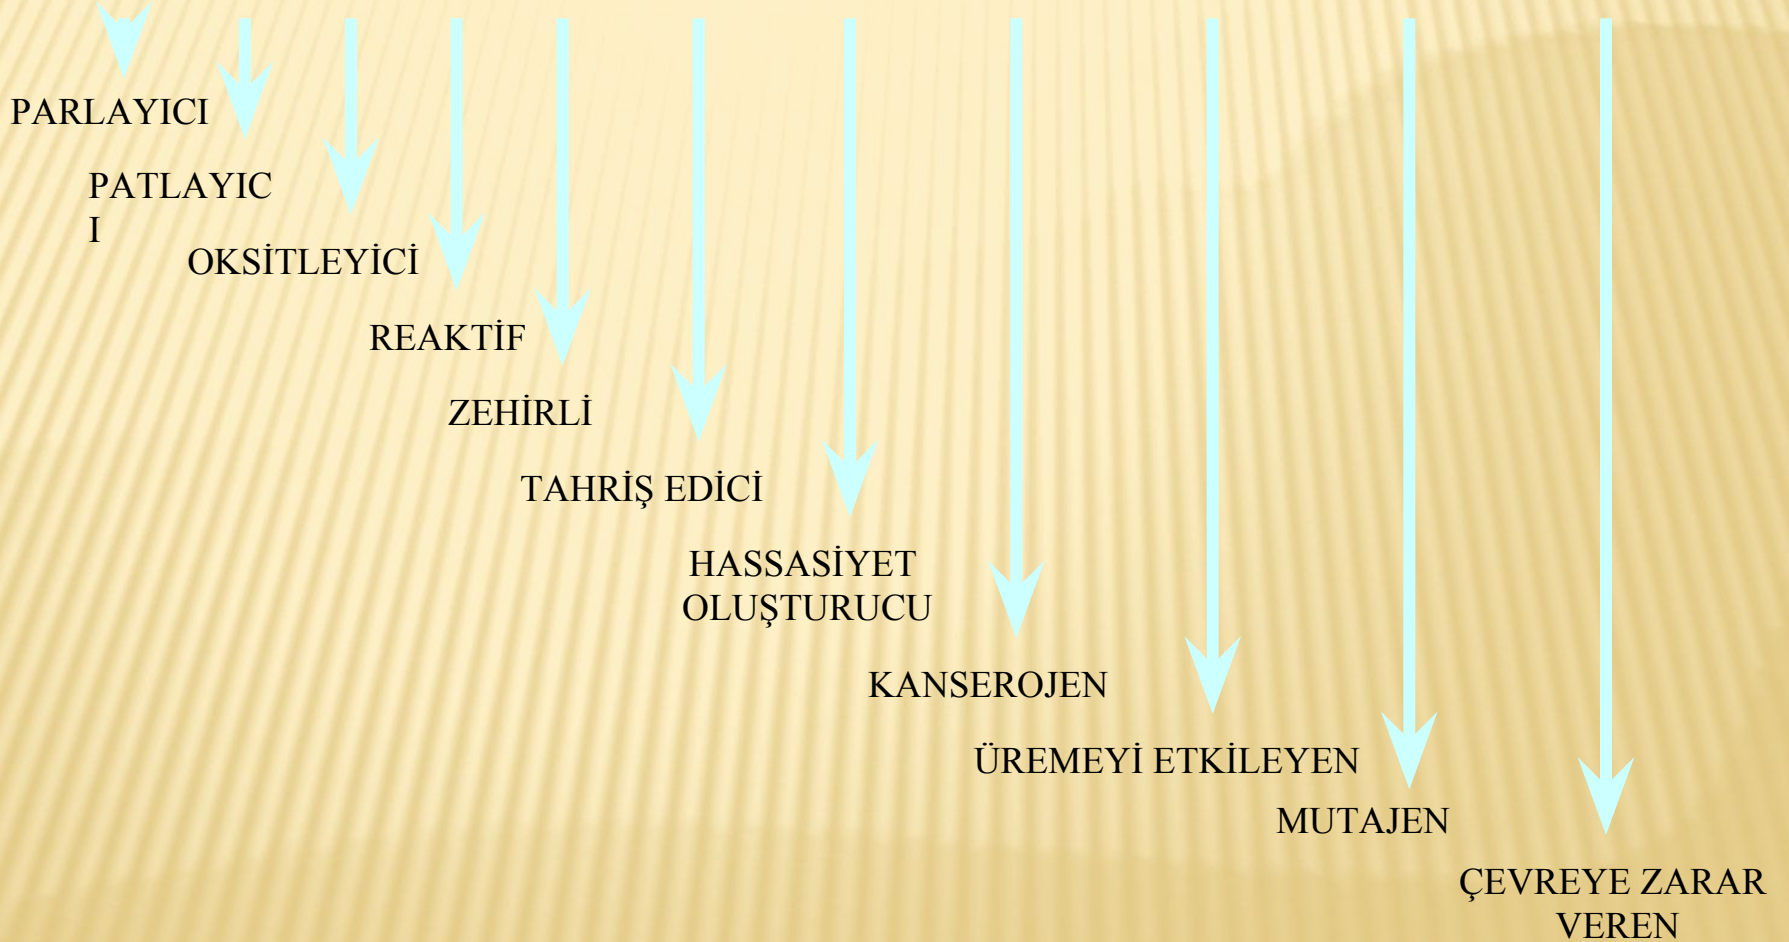 PARLAYICI
PATLAYIC
I
OKSİTLEYİCİ
REAKTİF
ZEHİRLİ
TAHRİŞ EDİCİ
HASSASİYET
OLUŞTURUCU
KANSEROJEN
ÜREMEYİ ETKİLEYEN
MUTAJEN
ÇEVREYE ZARAR
VEREN